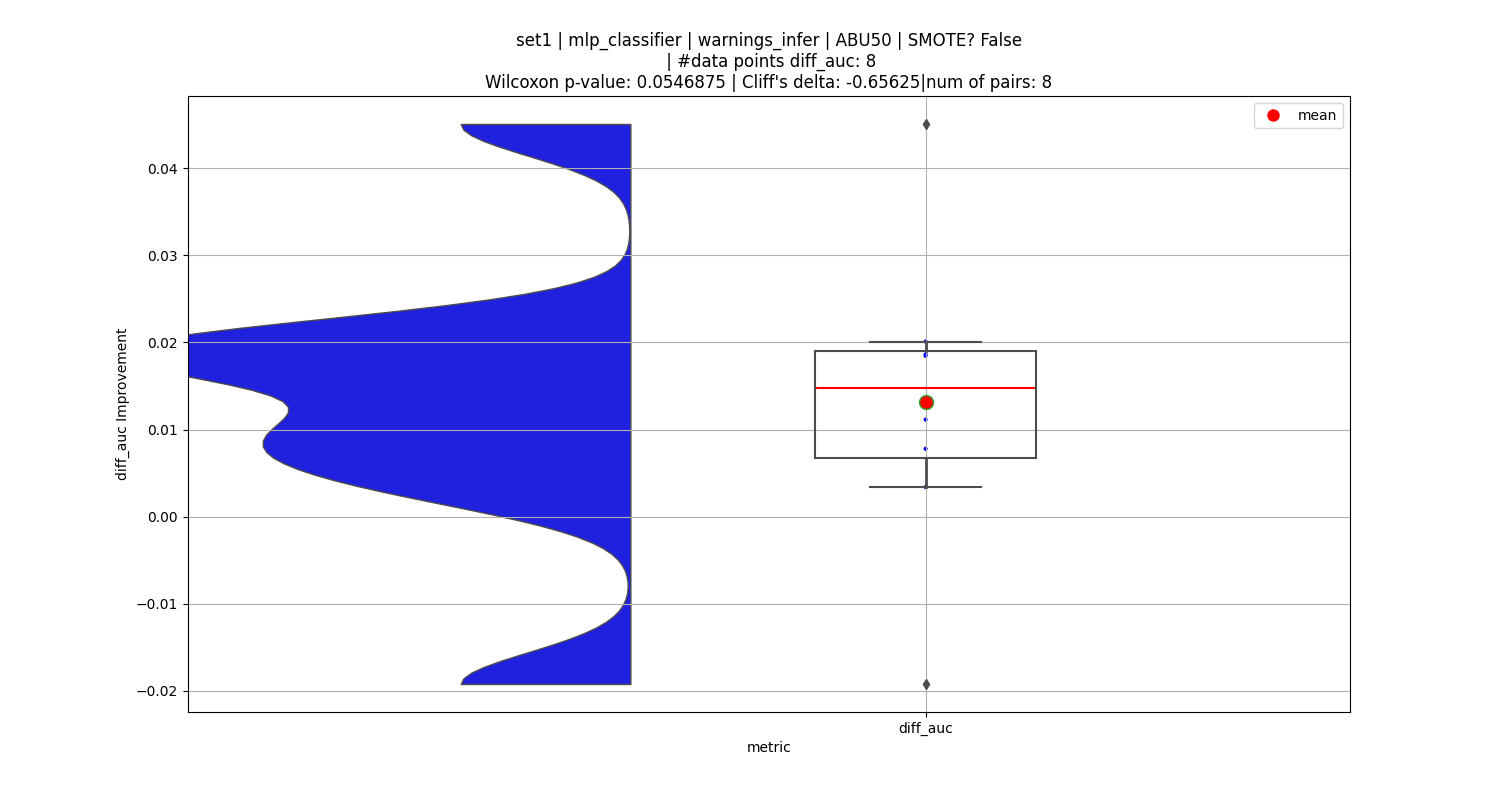 set1 | mlp_classifier | warnings_infer | ABU50 | SMOTE? False
| #data points diff_auc: 8
Wilcoxon p-value: 0.0546875 | Cliff's delta: -0.65625|num of pairs: 8
mean
0.04
0.03
0.02
0.01
0.00
−0.01
−0.02
diff_auc Improvement
diff_auc
metric